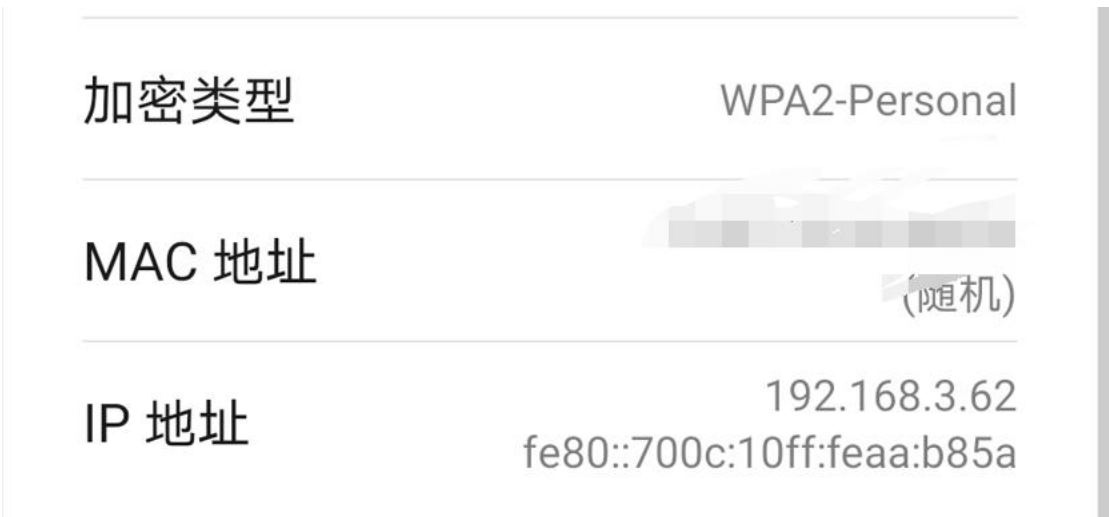 加密类型
WPA2-Personal
MAC 地址
(随机)
IP 地址
192.168.3.62
fe80::700c:10ff:feaa:b85a